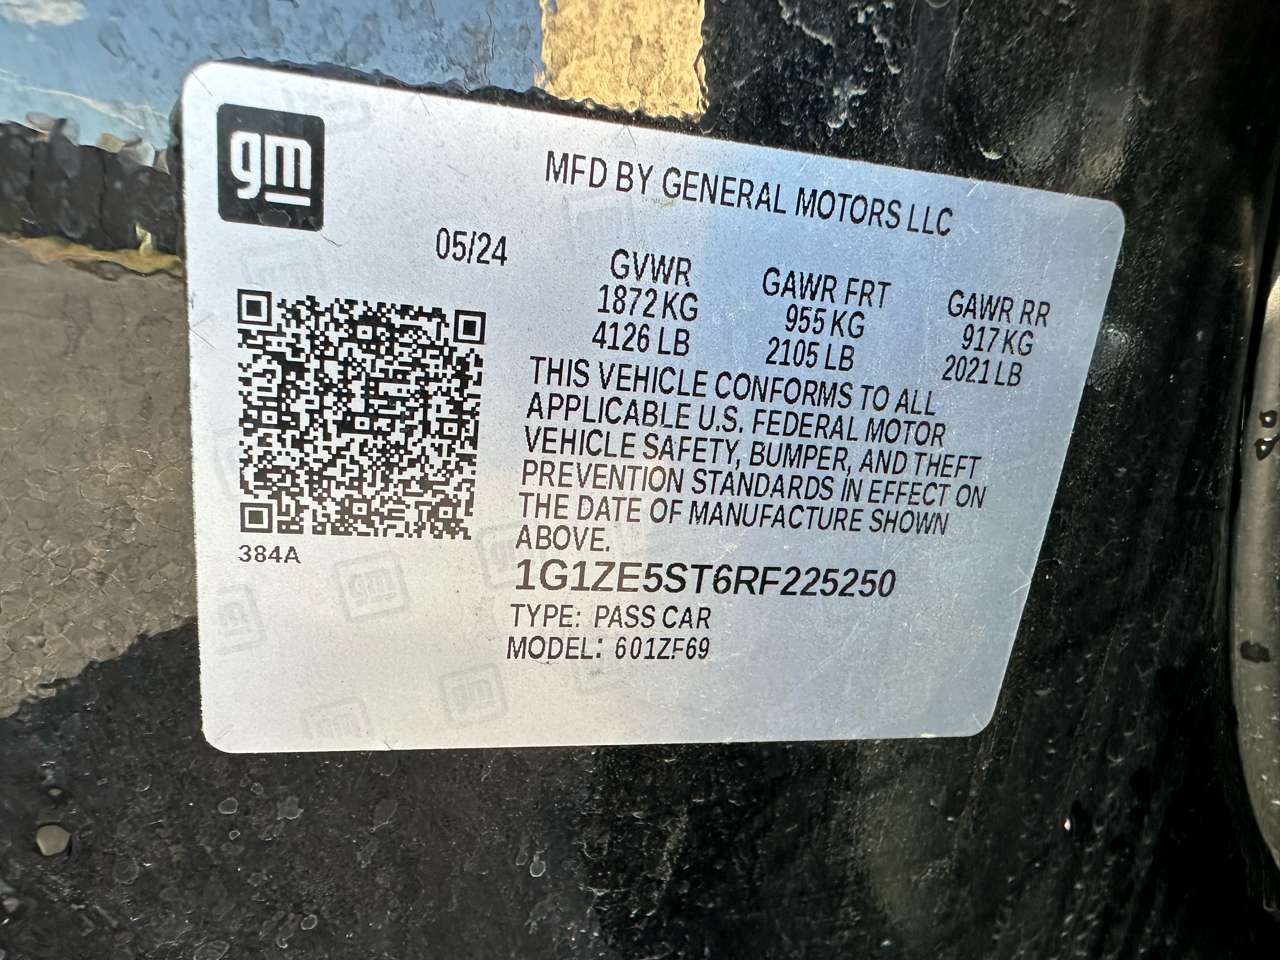 gm
MFD BY GENERAL MOTORS LLC
05/24
GVWR
1872 KG
4126 LB
GAWR FRT
955 KG
2105 LB
GAWR RR
917 KG
2021 LB
THIS VEHICLE CONFORMS TO ALL
APPLICABLE U.S. FEDERAL MOTOR
VEHICLE SAFETY, BUMPER, AND THEFT
PREVENTION STANDARDS IN EFFECT ON
THE DATE OF MANUFACTURE SHOWN
ABOVE.
384A
1G1ZE5ST6RF225250
TYPE: PASS CAR
MODEL: 601ZF69